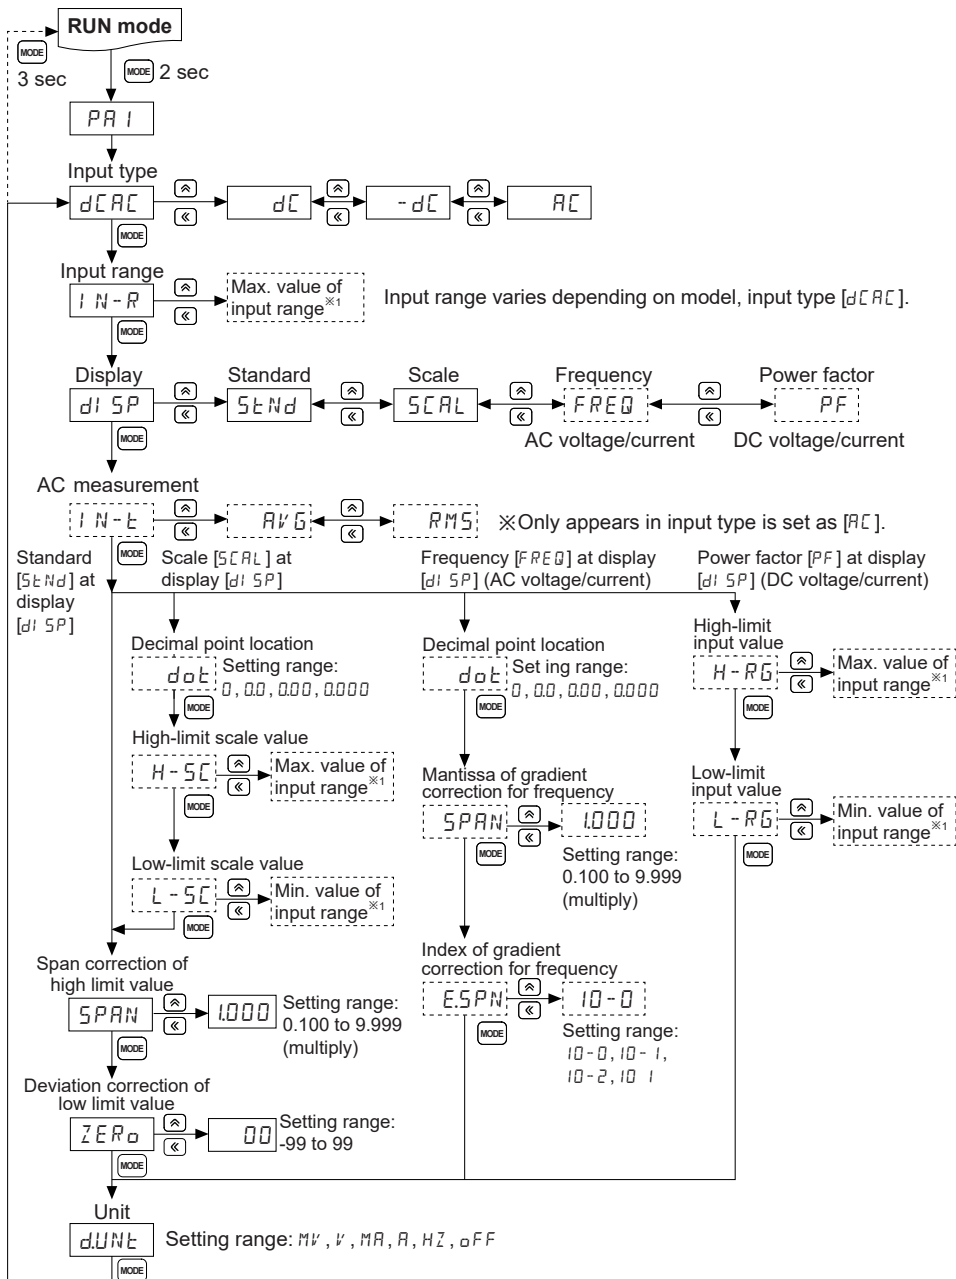 RUN mode
MODE
3 sec
MODE 2 sec
PA1
Input type
dCAC
dC
-dC
AC
MODE
Input range
IN-R
Max. value of
input range※1
Input range varies depending on model, input type [dCAC].
MODE
Display
Standard
Scale
Frequency
Power factor
dISP
StNd
SCAL
FREQ
PF
AC voltage/current
DC voltage/current
MODE
AC measurement
IN-t
AVG
RMS
※Only appears in input type is set as [AC].
MODE
Standard
[StNd] at
display
[dISP]
Scale [SCAL] at
display [dISP]
Frequency [FREQ] at display
[dISP] (AC voltage/current)
Power factor [PF] at display
[dISP] (DC voltage/current)
Decimal point location
dot
Setting range:
0, 0.0, 0.00, 0.000
MODE
High-limit scale value
H-SC
Max. value of
input range※1
MODE
Low-limit scale value
L-SC
Min. value of
input range※1
MODE
Decimal point location
dot
Set ing range:
0, 0.0, 0.00, 0.000
MODE
Mantissa of gradient
correction for frequency
SPAN
1.000
MODE
Setting range:
0.100 to 9.999
(multiply)
Index of gradient
correction for frequency
E.SPN
10-0
MODE
Setting range:
10-0, 10-1,
10-2, 10 1
High-limit
input value
H-RG
Max. value of
input range※1
MODE
Low-limit
input value
L-RG
Min. value of
input range※1
MODE
Span correction of
high limit value
SPAN
1.000
Setting range:
0.100 to 9.999
(multiply)
MODE
Deviation correction of
low limit value
ZERo
00
Setting range:
-99 to 99
MODE
Unit
d.UNt
Setting range: MV, V, MA, A, HZ, oFF
MODE